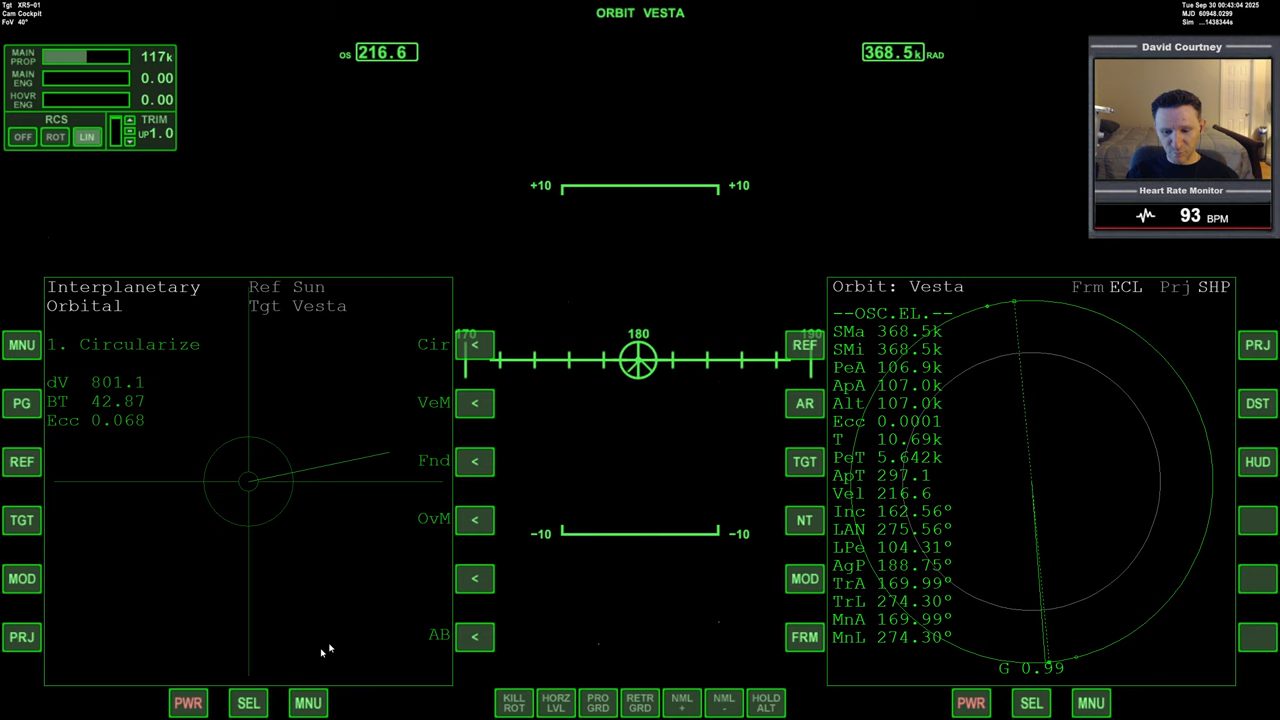 Tgt XR5-01
Cam Cockpit
FoV 40°
ORBIT VESTA
Tue Sep 30 00:43:04 2025
MJD 60948.0299
Sim ...1438344s
MAIN PROP 117k
MAIN ENG 0.00
HOVR ENG 0.00
RCS
TRIM
OFF ROT LIN
UP 1.0
OS 216.6
368.5k RAD
David Courtney
Heart Rate Monitor
93 BPM
+10 +10
170 180 190
-10 -10
Interplanetary Ref Sun
Orbital Tgt Vesta
1. Circularize Cir
dV 801.1
BT 42.87
Ecc 0.068
VeM
Fnd
OvM
AB
MNU <
PG <
REF <
TGT <
MOD <
PRJ <
PWR SEL MNU
KILL ROT
HORZ LVL
PRO GRD
RETR GRD
NML +
NML -
HOLD ALT
Orbit: Vesta Frm ECL Prj SHP
--OSC.EL.--
SMa 368.5k
SMi 368.5k
PeA 106.9k
ApA 107.0k
Alt 107.0k
Ecc 0.0001
T 10.69k
PeT 5.642k
ApT 297.1
Vel 216.6
Inc 162.56°
LAN 275.56°
LPe 104.31°
AgP 188.75°
TrA 169.99°
TrL 274.30°
MnA 169.99°
MnL 274.30°
G 0.99
REF PRJ
AR DST
TGT HUD
NT
MOD
FRM
PWR SEL MNU